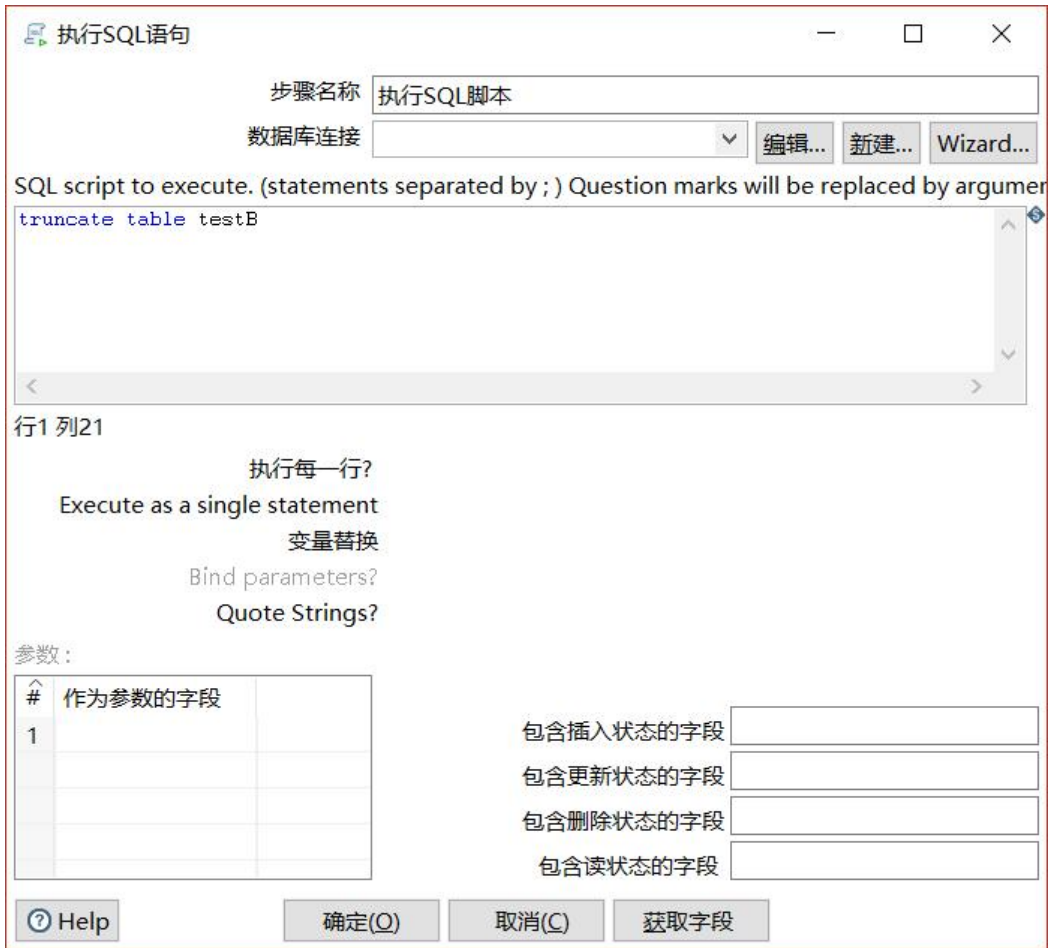 执行SQL语句
步骤名称 执行SQL脚本
数据库连接 编辑... 新建... Wizard...
SQL script to execute. (statements separated by ; ) Question marks will be replaced by argumer
truncate table testB
行1 列21
执行每一行?
Execute as a single statement
变量替换
Bind parameters?
Quote Strings?
参数 :
# 作为参数的字段
1
包含插入状态的字段
包含更新状态的字段
包含删除状态的字段
包含读状态的字段
Help 确定(O) 取消(C) 获取字段